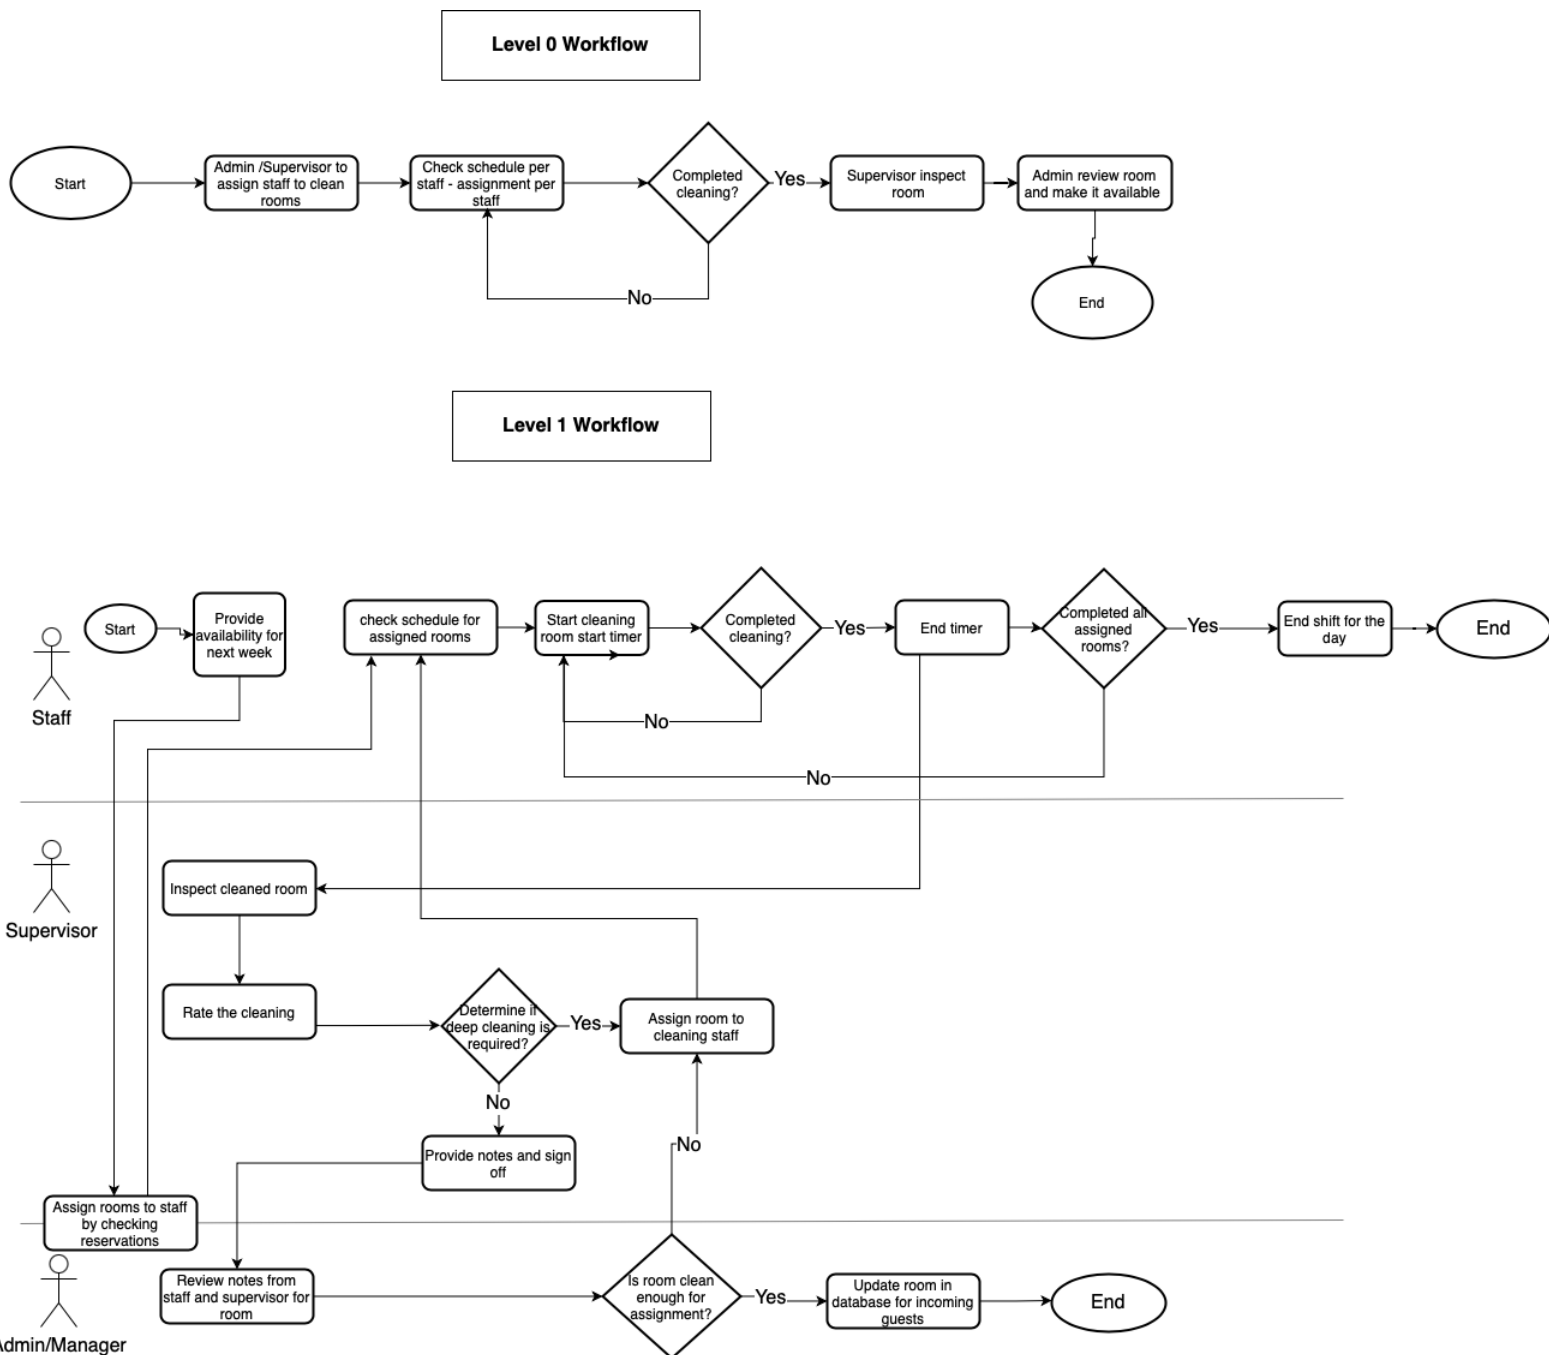 Level 0 Workflow
Start
Admin /Supervisor to
assign staff to clean
rooms
Check schedule per
staff - assignment per
staff
Completed
cleaning?
Yes
Supervisor inspect
room
Admin review room
and make it available
No
End
Level 1 Workflow
Start
Provide
availability for
next week
check schedule for
assigned rooms
Start cleaning
room start timer
Completed
cleaning?
Yes
End timer
Completed all
assigned
rooms?
Yes
End shift for the
day
End
Staff
No
No
Supervisor
Inspect cleaned room
Rate the cleaning
Determine if
deep cleaning is
required?
Yes
Assign room to
cleaning staff
No
Provide notes and sign
off
No
Assign rooms to staff
by checking
reservations
Admin/Manager
Review notes from
staff and supervisor for
room
Is room clean
enough for
assignment?
Yes
Update room in
database for incoming
guests
End